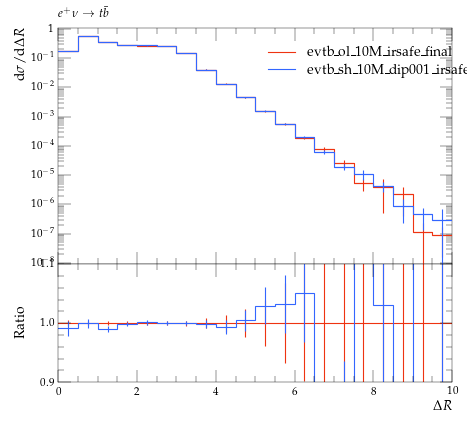 e⁺ν → tb̄
dσ/dΔR
evtb_ol_10M_irsafe_final
evtb_sh_10M_dip001_irsafe
1
10⁻¹
10⁻²
10⁻³
10⁻⁴
10⁻⁵
10⁻⁶
10⁻⁷
10⁻⁸
1.1
Ratio
1.0
0.9
0 2 4 6 8 10
ΔR